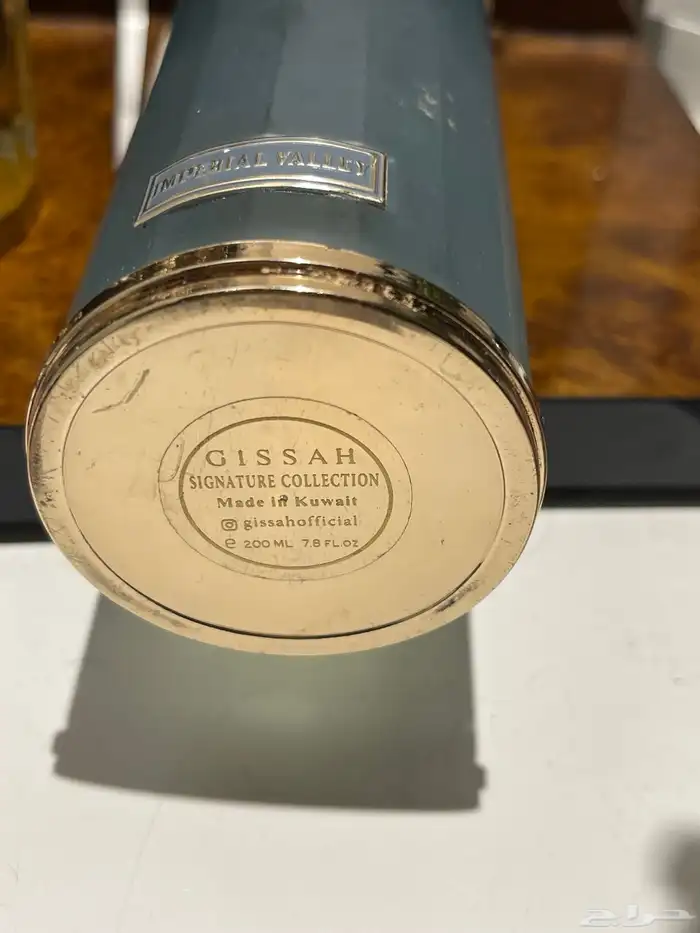 IMPERIAL VALLEY
GISSAH
SIGNATURE COLLECTION
Made in Kuwait
gissahofficial
e 200 ML 7.8 FL.OZ
حراج